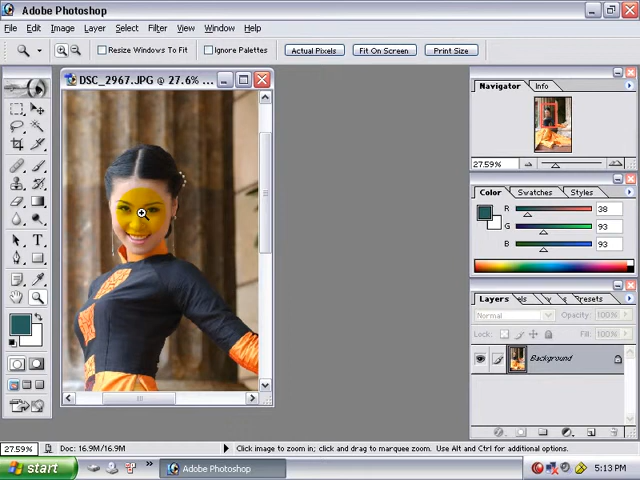 Adobe Photoshop
File Edit Image Layer Select Filter View Window Help
Resize Windows To Fit Ignore Palettes Actual Pixels Fit On Screen Print Size
DSC_2967.JPG @ 27.6% ...
Navigator Info
27.59%
Color Swatches Styles
R 38
G 93
B 93
Layers els resets
Normal Opacity: 100%
Lock: Fill: 100%
Background
27.59% Doc: 16.9M/16.9M Click image to zoom in; click and drag to marquee zoom. Use Alt and Ctrl for additional options.
start Adobe Photoshop 5:13 PM